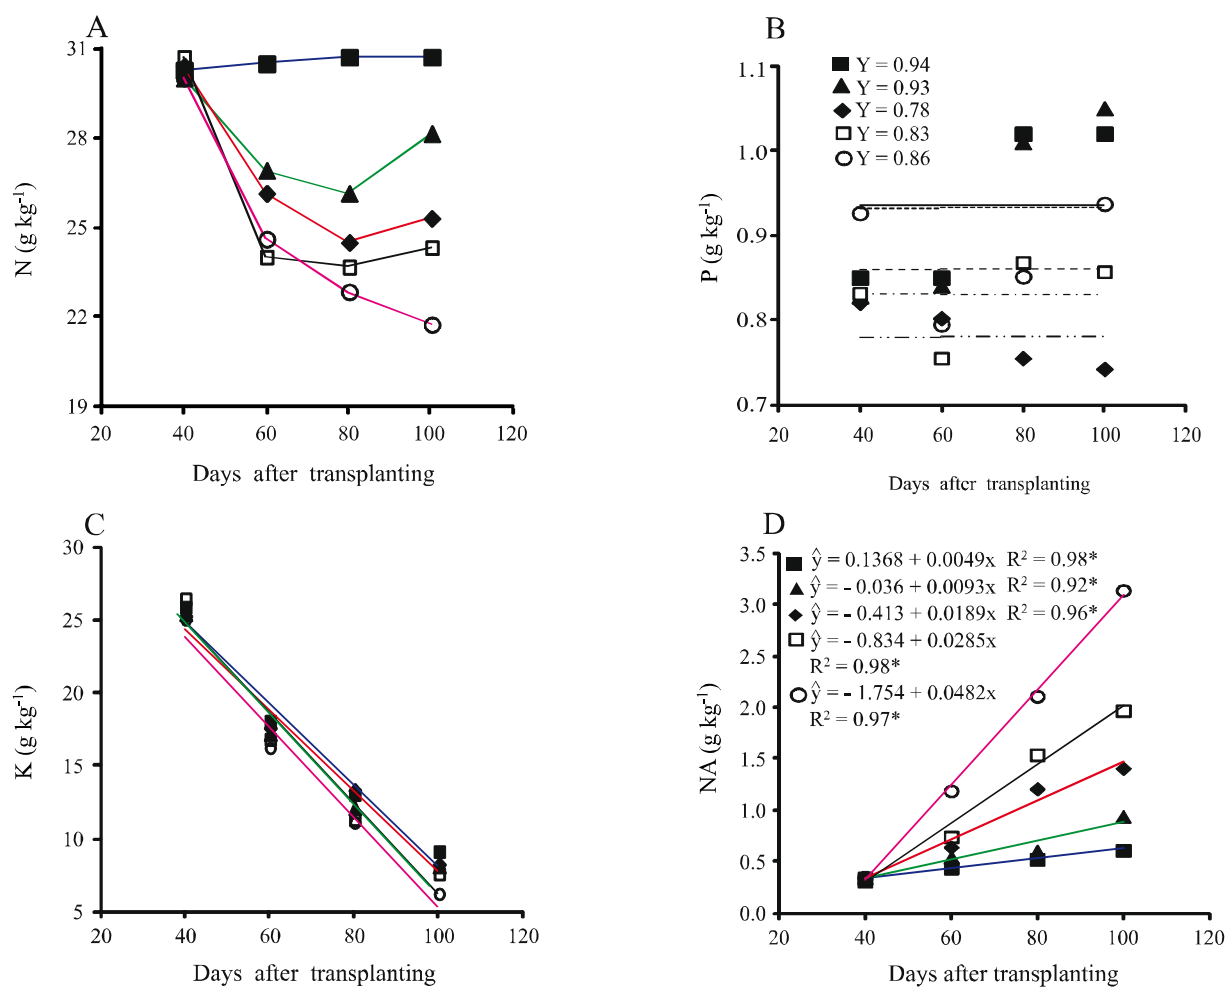 A
31
28
25
22
19
N (g kg⁻¹)
20 40 60 80 100 120
Days after transplanting
B
Y = 0.94
Y = 0.93
Y = 0.78
Y = 0.83
Y = 0.86
1.1
1.0
0.9
0.8
0.7
P (g kg⁻¹)
20 40 60 80 100 120
Days after transplanting
C
30
25
20
15
10
5
K (g kg⁻¹)
20 40 60 80 100 120
Days after transplanting
D
ŷ = 0.1368 + 0.0049x R² = 0.98*
ŷ = - 0.036 + 0.0093x R² = 0.92*
ŷ = - 0.413 + 0.0189x R² = 0.96*
ŷ = - 0.834 + 0.0285x
R² = 0.98*
ŷ = - 1.754 + 0.0482x
R² = 0.97*
3.5
3.0
2.5
2.0
1.5
1.0
0.5
0.0
NA (g kg⁻¹)
20 40 60 80 100 120
Days after transplanting